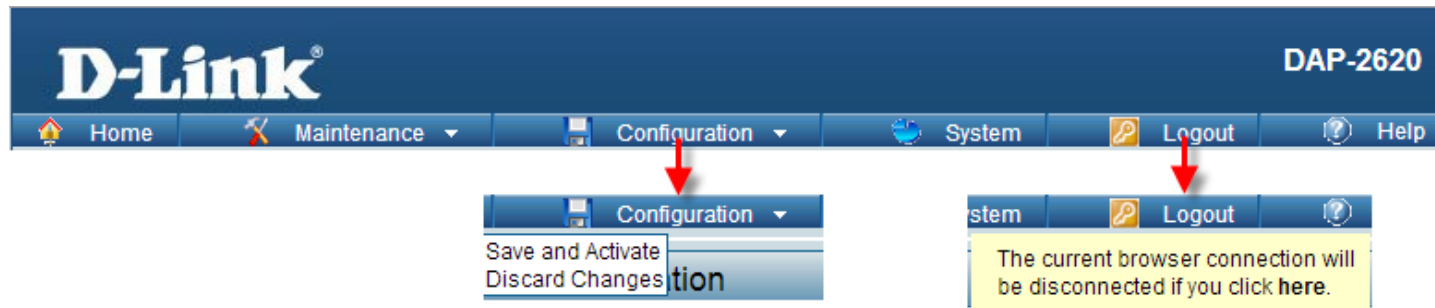 D-Link®
DAP-2620
Home Maintenance Configuration System Logout Help
Configuration
Save and Activate
Discard Changes
tion
stem Logout
The current browser connection will
be disconnected if you click here.